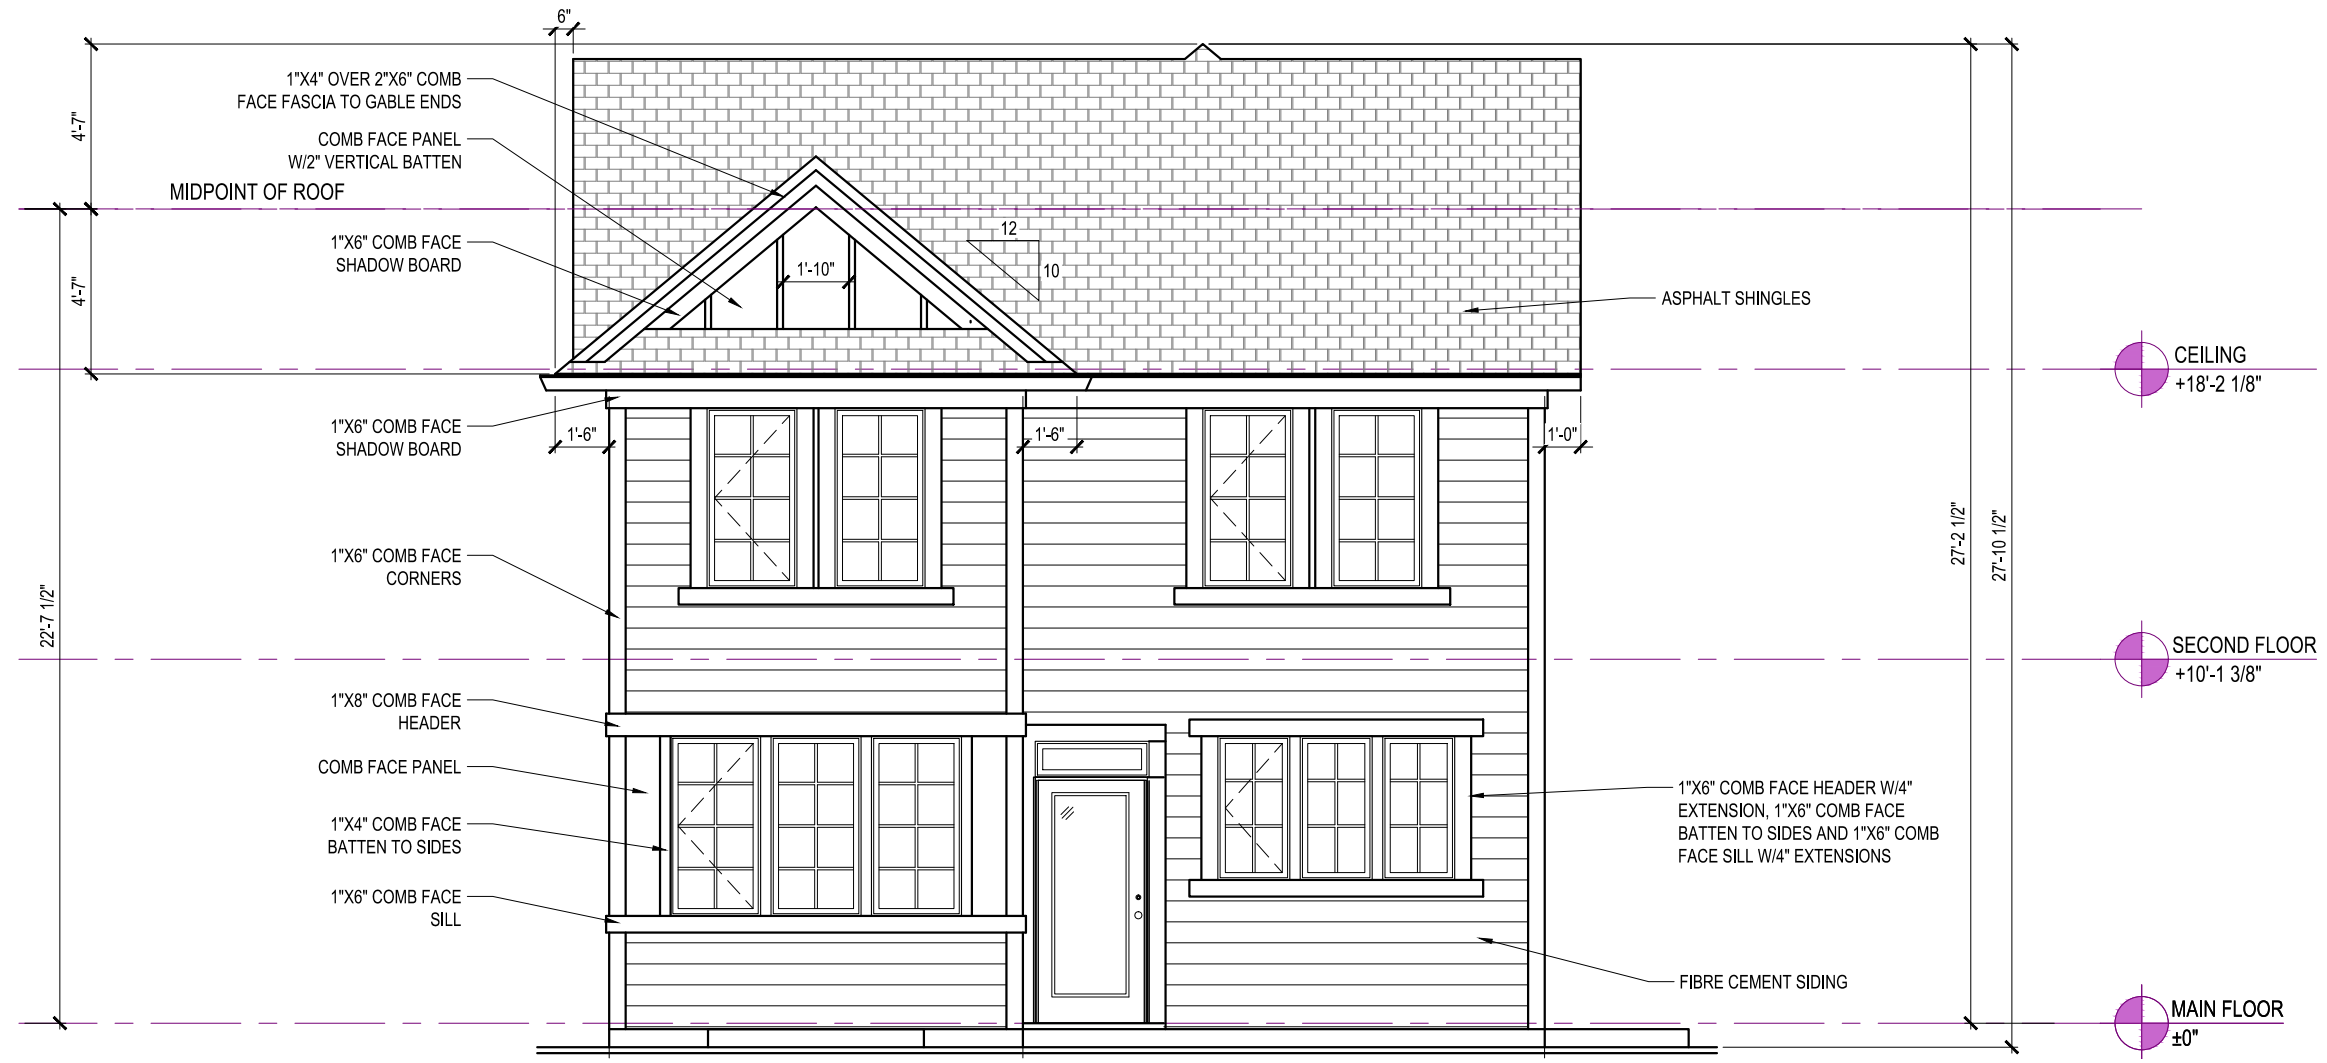 6"
1"X4" OVER 2"X6" COMB
FACE FASCIA TO GABLE ENDS
4'-7"
COMB FACE PANEL
W/2" VERTICAL BATTEN
MIDPOINT OF ROOF
1"X6" COMB FACE
SHADOW BOARD
12
10
1'-10"
4'-7"
ASPHALT SHINGLES
CEILING
+18'-2 1/8"
1"X6" COMB FACE
SHADOW BOARD
1'-6"
1'-6"
1'-0"
27'-2 1/2"
27'-10 1/2"
1"X6" COMB FACE
CORNERS
22'-7 1/2"
SECOND FLOOR
+10'-1 3/8"
1"X8" COMB FACE
HEADER
COMB FACE PANEL
1"X4" COMB FACE
BATTEN TO SIDES
1"X6" COMB FACE HEADER W/4"
EXTENSION, 1"X6" COMB FACE
BATTEN TO SIDES AND 1"X6" COMB
FACE SILL W/4" EXTENSIONS
1"X6" COMB FACE
SILL
FIBRE CEMENT SIDING
MAIN FLOOR
±0"